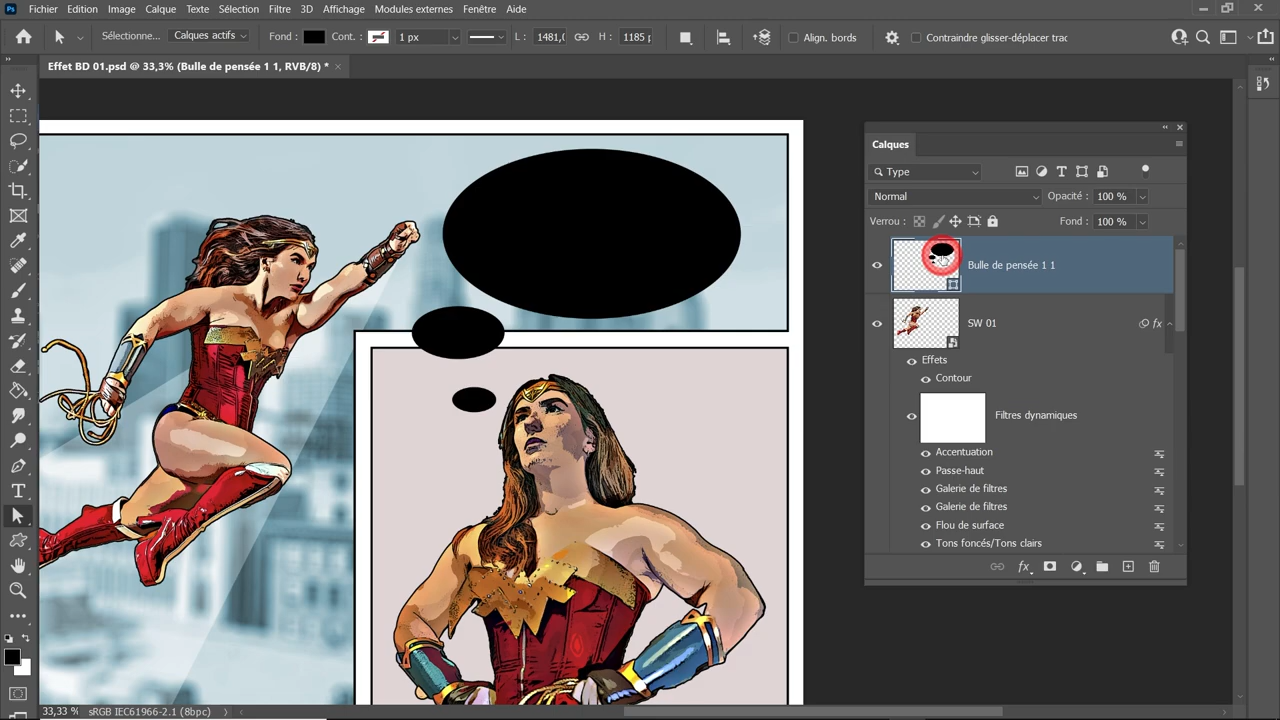 Ps Fichier Edition Image Calque Texte Sélection Filtre 3D Affichage Modules externes Fenêtre Aide
Sélectionne... Calques actifs Fond : Cont. : 1 px L : 1481,( H : 1185 p Align. bords Contraindre glisser-déplacer trac
Effet BD 01.psd @ 33,3% (Bulle de pensée 1 1, RVB/8) *
Calques
Type
Normal Opacité : 100 %
Verrou : Fond : 100 %
Bulle de pensée 1 1
SW 01 fx
Effets
Contour
Filtres dynamiques
Accentuation
Passe-haut
Galerie de filtres
Galerie de filtres
Flou de surface
Tons foncés/Tons clairs
fx
T
33,33 % sRGB IEC61966-2.1 (8bpc)